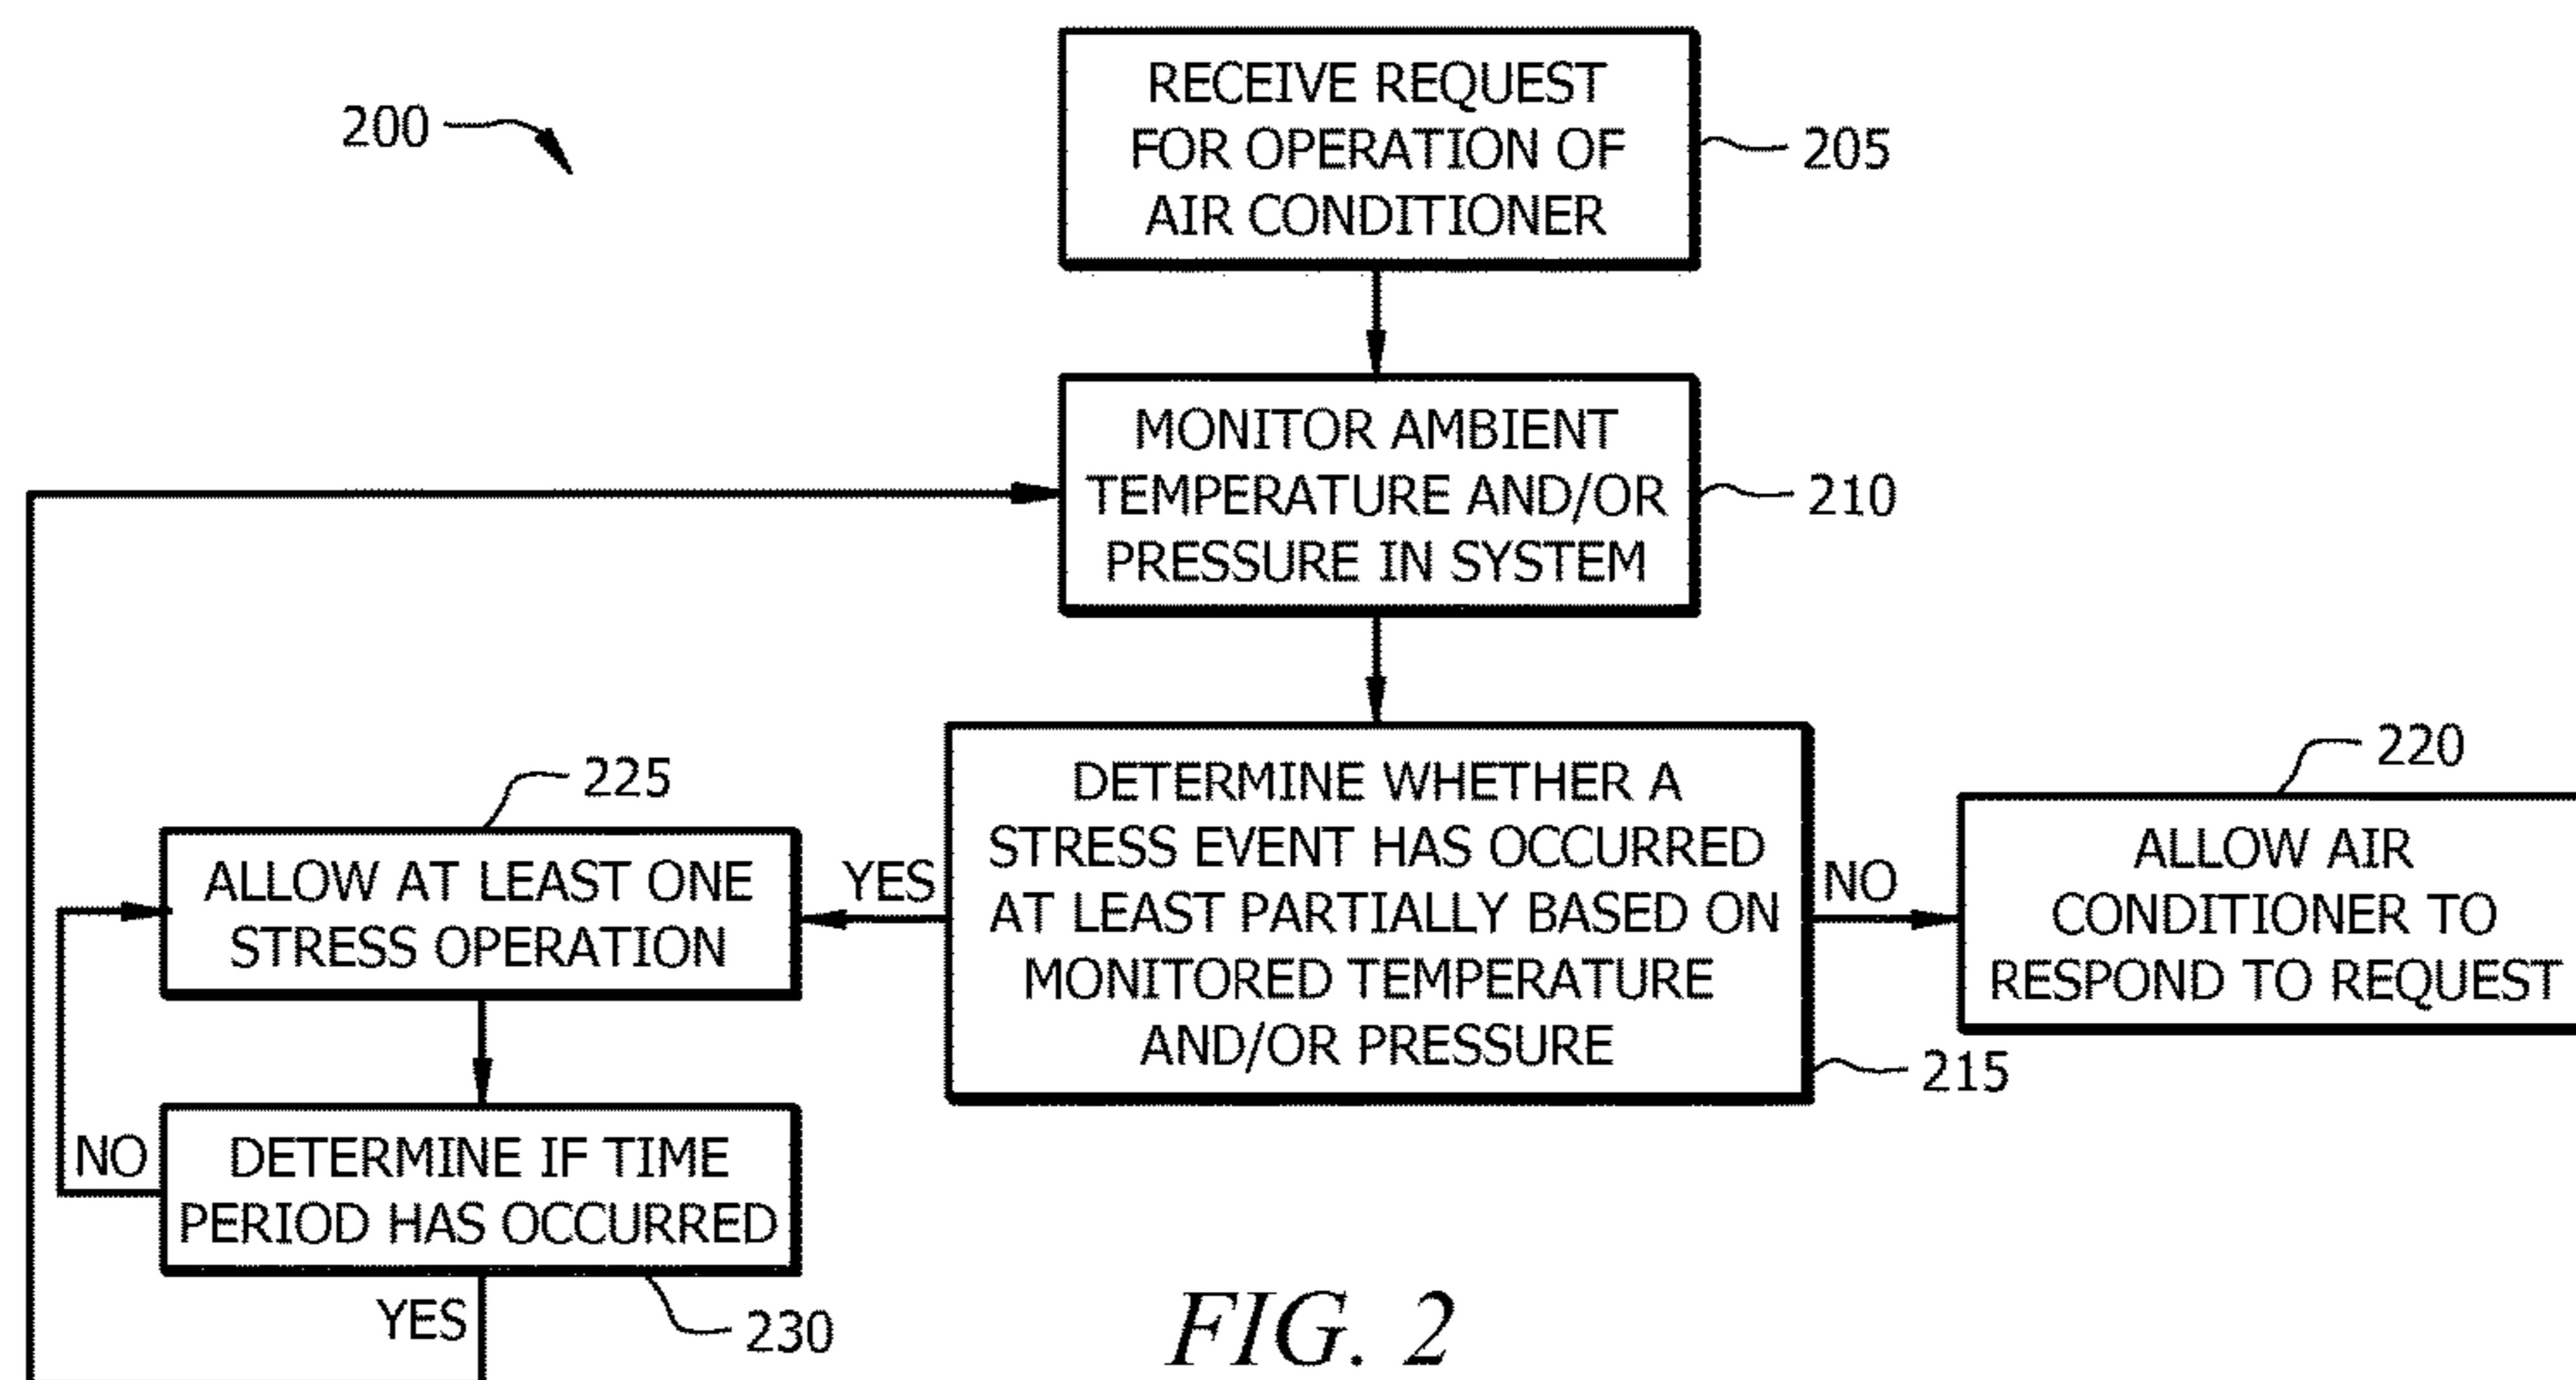 200
RECEIVE REQUEST
FOR OPERATION OF
AIR CONDITIONER
205
MONITOR AMBIENT
TEMPERATURE AND/OR
PRESSURE IN SYSTEM
210
DETERMINE WHETHER A
STRESS EVENT HAS OCCURRED
AT LEAST PARTIALLY BASED ON
MONITORED TEMPERATURE
AND/OR PRESSURE
215
NO
220
ALLOW AIR
CONDITIONER TO
RESPOND TO REQUEST
YES
225
ALLOW AT LEAST ONE
STRESS OPERATION
DETERMINE IF TIME
PERIOD HAS OCCURRED
NO
YES
230
FIG. 2